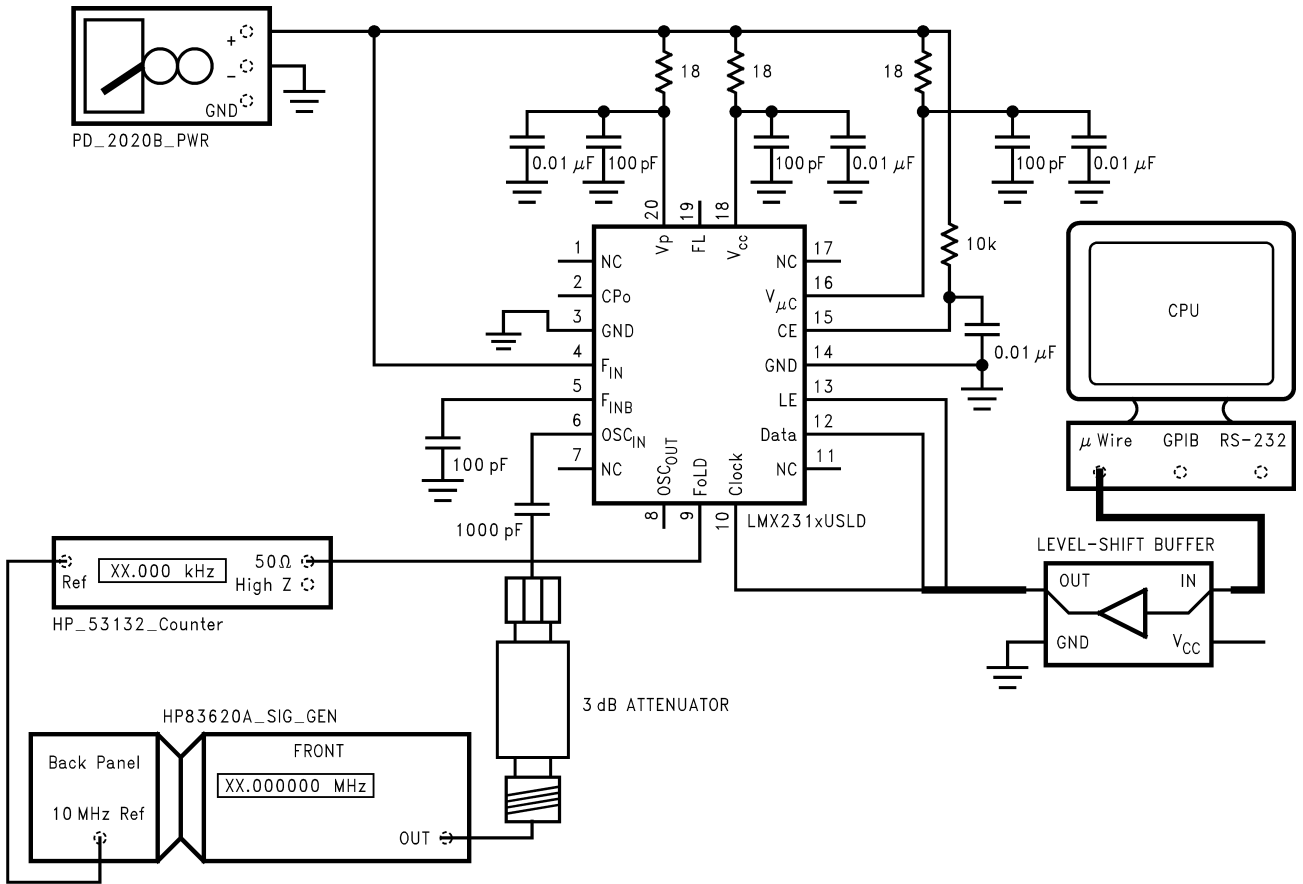 +
−
GND
PD_2020B_PWR
18
18
18
0.01 µF
100 pF
100 pF
0.01 µF
100 pF
0.01 µF
20
19
18
Vp
FL
Vcc
1
NC
2
CPo
3
GND
4
FIN
5
FINB
6
OSCIN
7
NC
17
NC
16
VµC
15
CE
14
GND
13
LE
12
Data
11
NC
10k
0.01 µF
CPU
µ Wire
GPIB
RS-232
OSCOUT
FoLD
Clock
8
9
10
LMX231xUSLD
100 pF
1000 pF
Ref
XX.000 kHz
50Ω
High Z
HP_53132_Counter
LEVEL-SHIFT BUFFER
OUT
IN
GND
VCC
3 dB ATTENUATOR
HP83620A_SIG_GEN
Back Panel
10 MHz Ref
FRONT
XX.000000 MHz
OUT